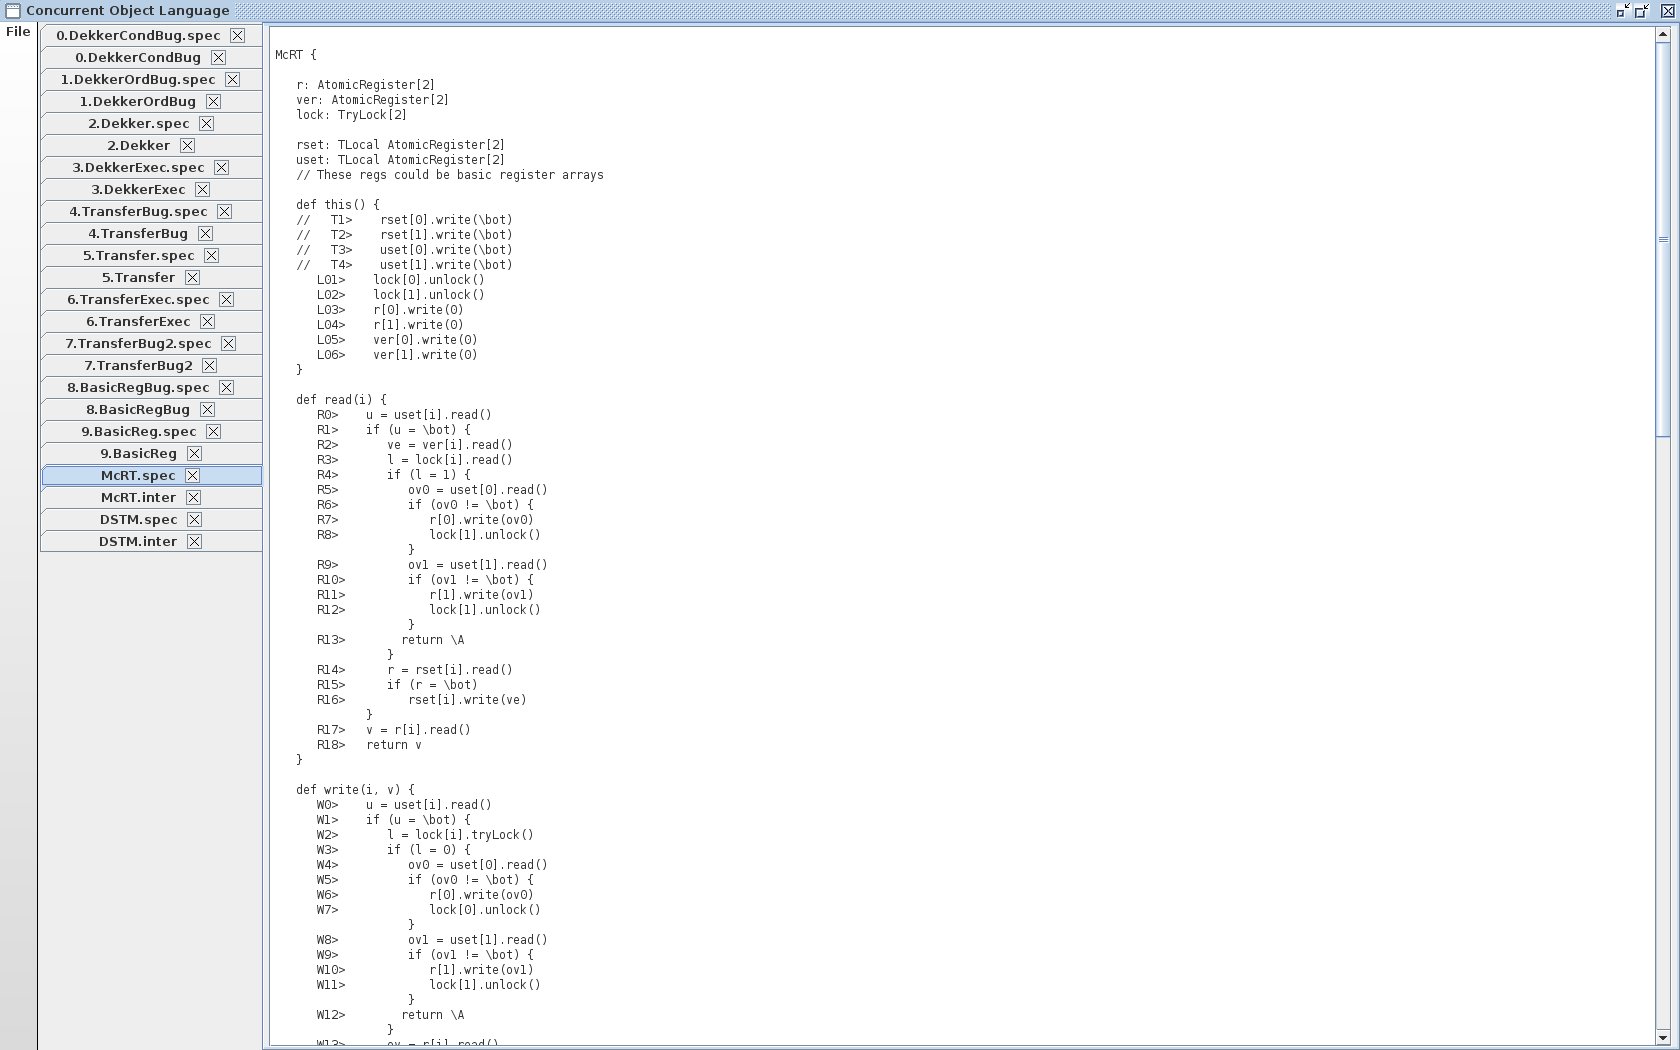 Concurrent Object Language
File
0.DekkerCondBug.spec
0.DekkerCondBug
1.DekkerOrdBug.spec
1.DekkerOrdBug
2.Dekker.spec
2.Dekker
3.DekkerExec.spec
3.DekkerExec
4.TransferBug.spec
4.TransferBug
5.Transfer.spec
5.Transfer
6.TransferExec.spec
6.TransferExec
7.TransferBug2.spec
7.TransferBug2
8.BasicRegBug.spec
8.BasicRegBug
9.BasicReg.spec
9.BasicReg
McRT.spec
McRT.inter
DSTM.spec
DSTM.inter
McRT {
r: AtomicRegister[2]
ver: AtomicRegister[2]
lock: TryLock[2]
rset: TLocal AtomicRegister[2]
uset: TLocal AtomicRegister[2]
// These regs could be basic register arrays
def this() {
// T1> rset[0].write(\bot)
// T2> rset[1].write(\bot)
// T3> uset[0].write(\bot)
// T4> uset[1].write(\bot)
L01> lock[0].unlock()
L02> lock[1].unlock()
L03> r[0].write(0)
L04> r[1].write(0)
L05> ver[0].write(0)
L06> ver[1].write(0)
}
def read(i) {
R0> u = uset[i].read()
R1> if (u = \bot) {
R2> ve = ver[i].read()
R3> l = lock[i].read()
R4> if (l = 1) {
R5> ov0 = uset[0].read()
R6> if (ov0 != \bot) {
R7> r[0].write(ov0)
R8> lock[1].unlock()
}
R9> ov1 = uset[1].read()
R10> if (ov1 != \bot) {
R11> r[1].write(ov1)
R12> lock[1].unlock()
}
R13> return \A
}
R14> r = rset[i].read()
R15> if (r = \bot)
R16> rset[i].write(ve)
}
R17> v = r[i].read()
R18> return v
}
def write(i, v) {
W0> u = uset[i].read()
W1> if (u = \bot) {
W2> l = lock[i].tryLock()
W3> if (l = 0) {
W4> ov0 = uset[0].read()
W5> if (ov0 != \bot) {
W6> r[0].write(ov0)
W7> lock[0].unlock()
}
W8> ov1 = uset[1].read()
W9> if (ov1 != \bot) {
W10> r[1].write(ov1)
W11> lock[1].unlock()
}
W12> return \A
}
W13> ov = r[i].read()